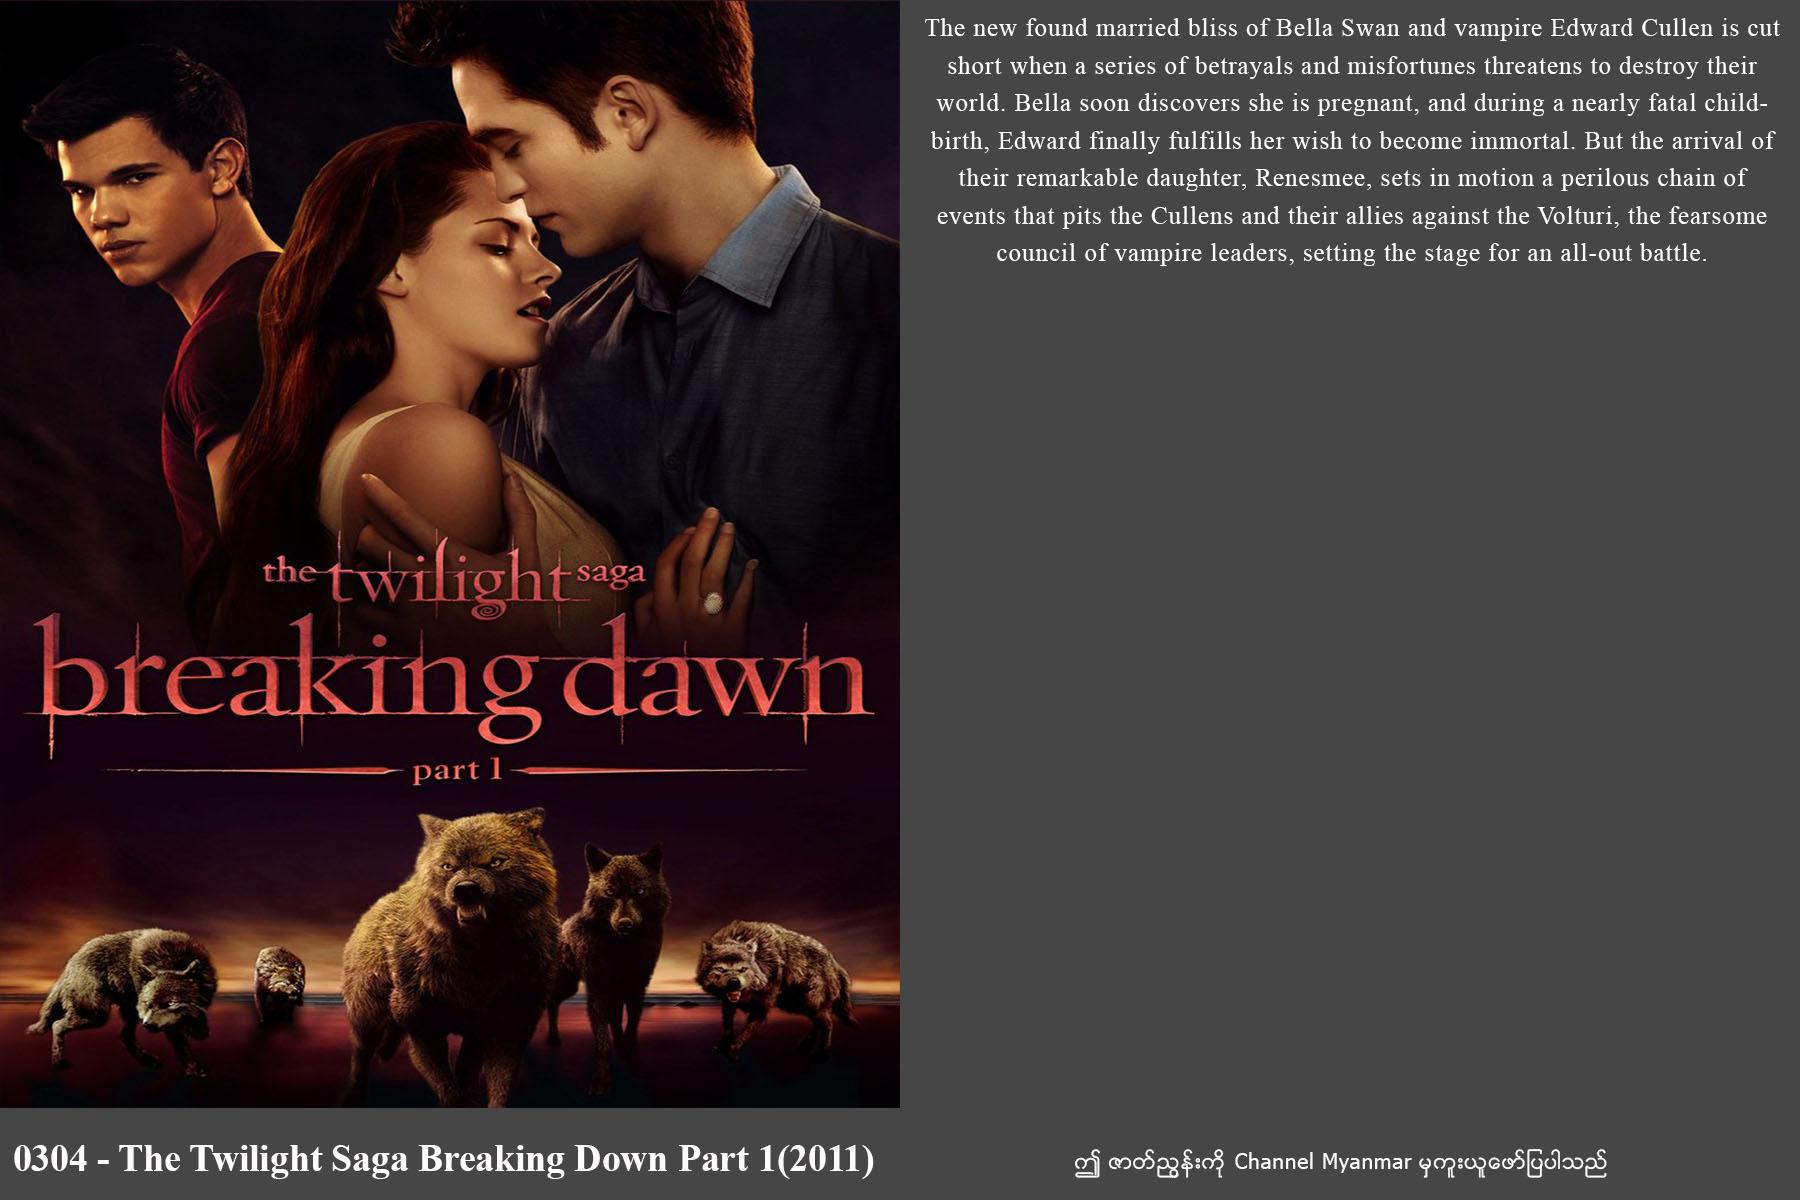 The new found married bliss of Bella Swan and vampire Edward Cullen is cut
short when a series of betrayals and misfortunes threatens to destroy their
world. Bella soon discovers she is pregnant, and during a nearly fatal child-
birth, Edward finally fulfills her wish to become immortal. But the arrival of
their remarkable daughter, Renesmee, sets in motion a perilous chain of
events that pits the Cullens and their allies against the Volturi, the fearsome
council of vampire leaders, setting the stage for an all-out battle.
the twilight saga
breaking dawn
part 1
0304 - The Twilight Saga Breaking Down Part 1(2011)
ဤ ဇာတ်ညွှန်းကို Channel Myanmar မှကူးယူဖော်ပြပါသည်